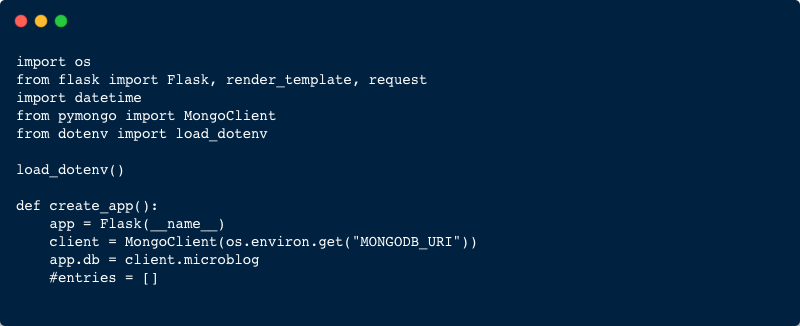 import os
from flask import Flask, render_template, request
import datetime
from pymongo import MongoClient
from dotenv import load_dotenv

load_dotenv()

def create_app():
    app = Flask(__name__)
    client = MongoClient(os.environ.get("MONGODB_URI"))
    app.db = client.microblog
    #entries = []